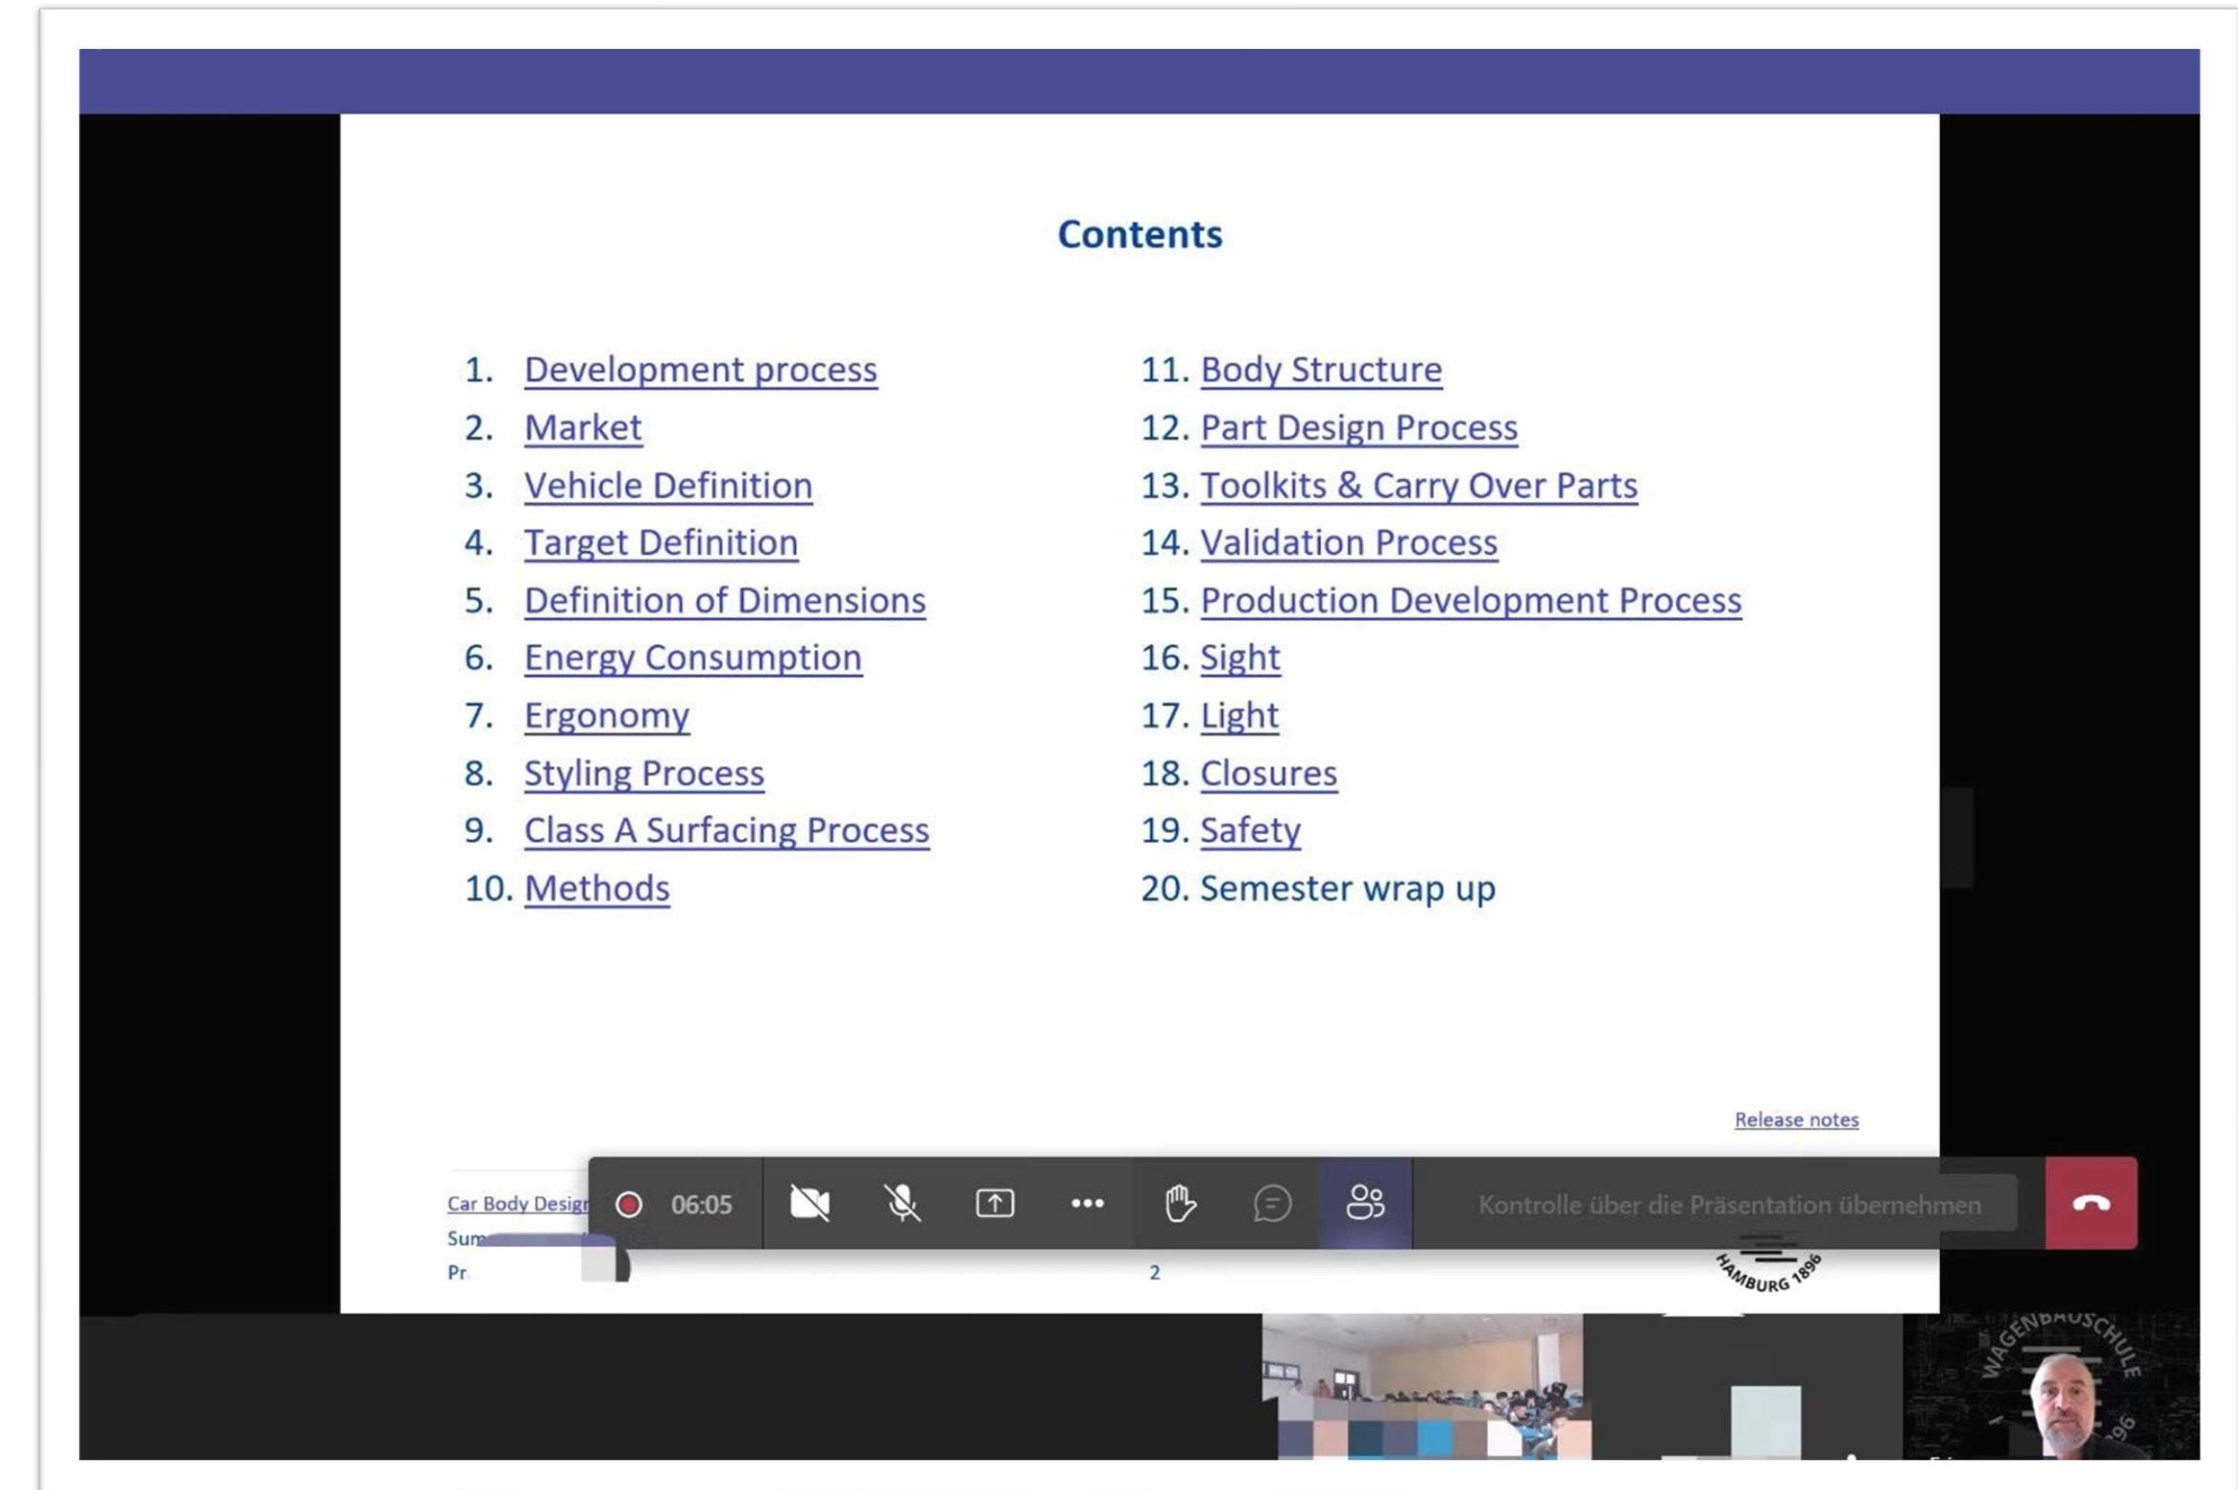 Contents
1. Development process
2. Market
3. Vehicle Definition
4. Target Definition
5. Definition of Dimensions
6. Energy Consumption
7. Ergonomy
8. Styling Process
9. Class A Surfacing Process
10. Methods
11. Body Structure
12. Part Design Process
13. Toolkits & Carry Over Parts
14. Validation Process
15. Production Development Process
16. Sight
17. Light
18. Closures
19. Safety
20. Semester wrap up
Release notes
Car Body Design
06:05
Kontrolle über die Präsentation übernehmen
2
HAMBURG 1896
WAGENBAUSCHULE